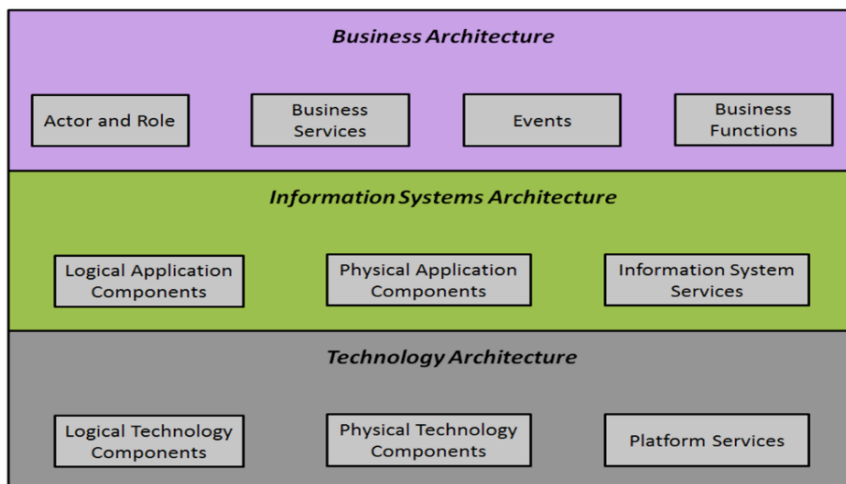 Business Architecture
Actor and Role
Business
Services
Events
Business
Functions
Information Systems Architecture
Logical Application
Components
Physical Application
Components
Information System
Services
Technology Architecture
Logical Technology
Components
Physical Technology
Components
Platform Services